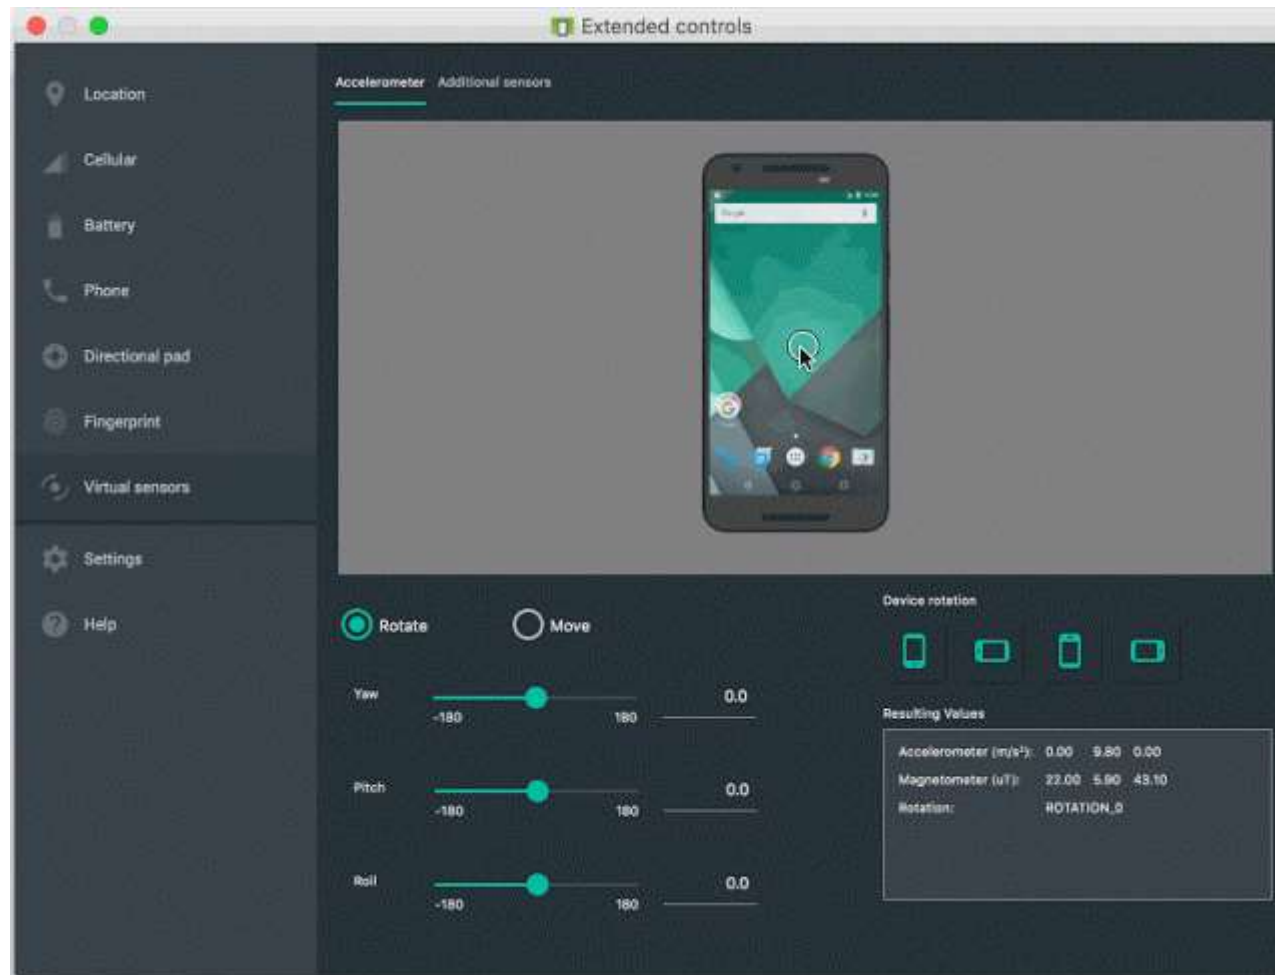 Extended controls
Location
Cellular
Battery
Phone
Directional pad
Fingerprint
Virtual sensors
Settings
Help
Accelerometer Additional sensors
Rotate Move
Yaw 0.0
-180 180
Pitch 0.0
-180 180
Roll 0.0
-180 180
Device rotation
Resulting Values
Accelerometer (m/s²): 0.00 9.80 0.00
Magnetometer (uT): 22.00 5.90 43.10
Rotation: ROTATION_0